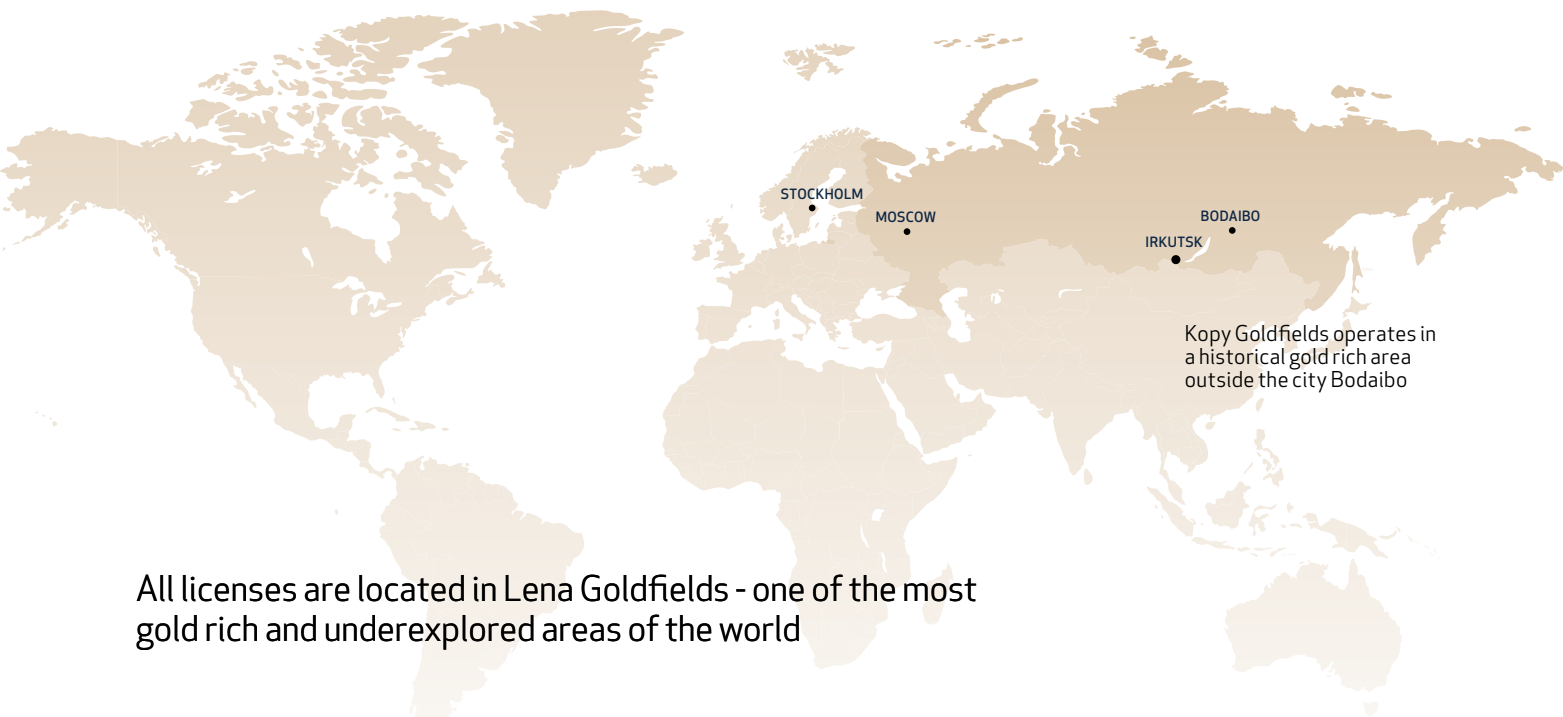 STOCKHOLM
MOSCOW
BODAIBO
IRKUTSK
Kopy Goldfields operates in
a historical gold rich area
outside the city Bodaibo
All licenses are located in Lena Goldfields - one of the most
gold rich and underexplored areas of the world